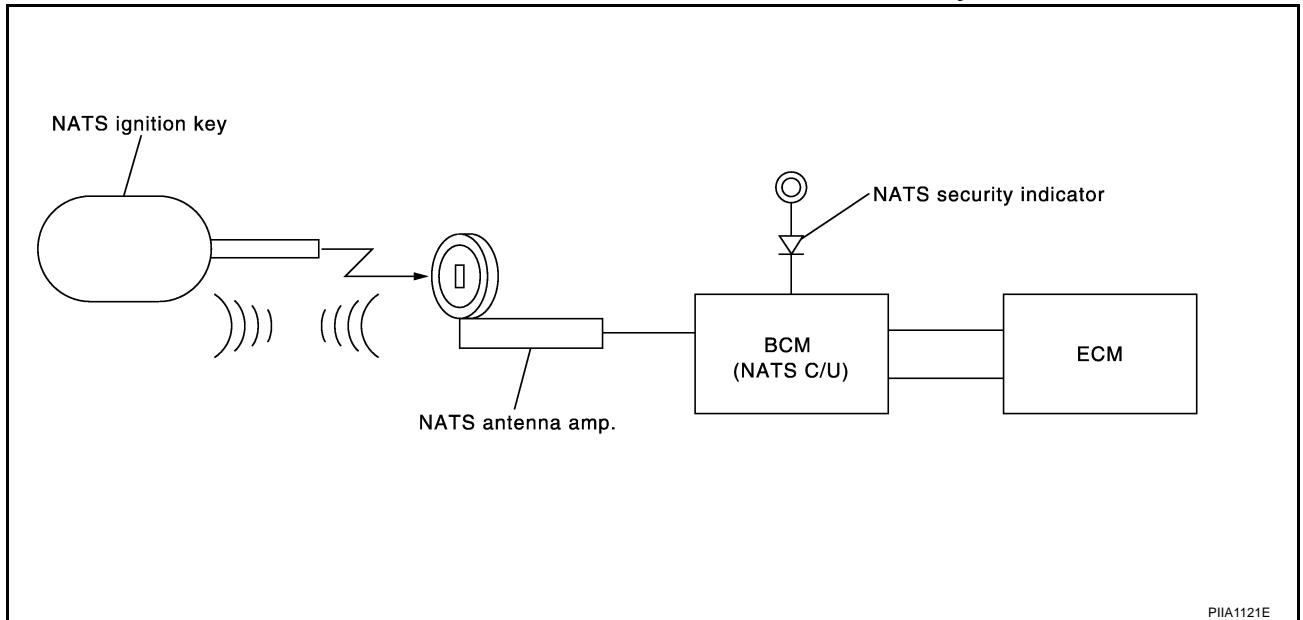 NATS ignition key
NATS security indicator
BCM
(NATS C/U)
ECM
NATS antenna amp.
PIIA1121E